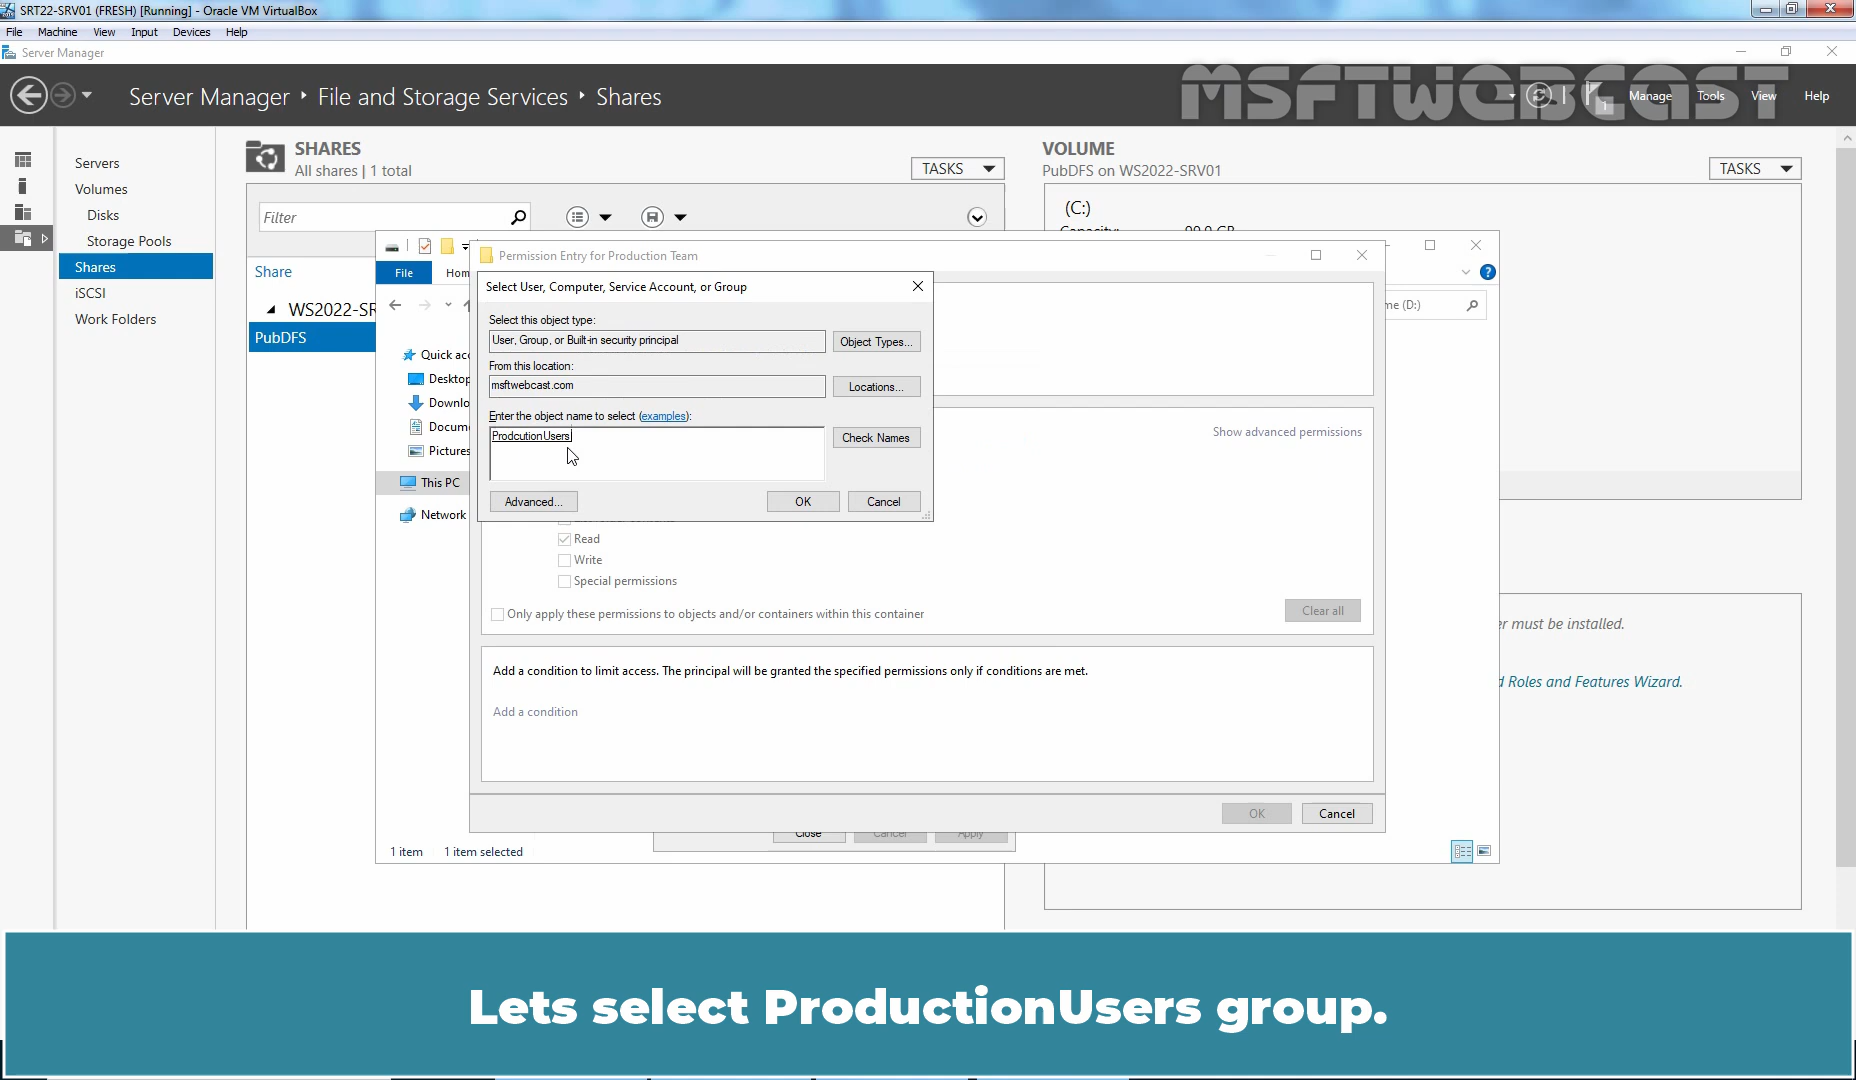 SRT22-SRV01 (FRESH) [Running] - Oracle VM VirtualBox
File Machine View Input Devices Help
Server Manager
Server Manager • File and Storage Services • Shares
MSFTWEBCAST
Manage Tools View Help
Servers
Volumes
Disks
Storage Pools
Shares
iSCSI
Work Folders
SHARES
All shares | 1 total
TASKS
Filter
Share
WS2022-SR
PubDFS
VOLUME
PubDFS on WS2022-SRV01
TASKS
(C:)
File Hom
me (D:)
Quick acc
Desktop
Downlo
Docum
Pictures
This PC
Network
1 item 1 item selected
Permission Entry for Production Team
Show advanced permissions
Read
Write
Special permissions
Only apply these permissions to objects and/or containers within this container
Clear all
Add a condition to limit access. The principal will be granted the specified permissions only if conditions are met.
Add a condition
OK Cancel
Close Cancel Apply
Select User, Computer, Service Account, or Group
Select this object type:
User, Group, or Built-in security principal
Object Types...
From this location:
msftwebcast.com
Locations...
Enter the object name to select (examples):
ProdcutionUsers
Check Names
Advanced...
OK Cancel
er must be installed.
d Roles and Features Wizard.
Lets select ProductionUsers group.